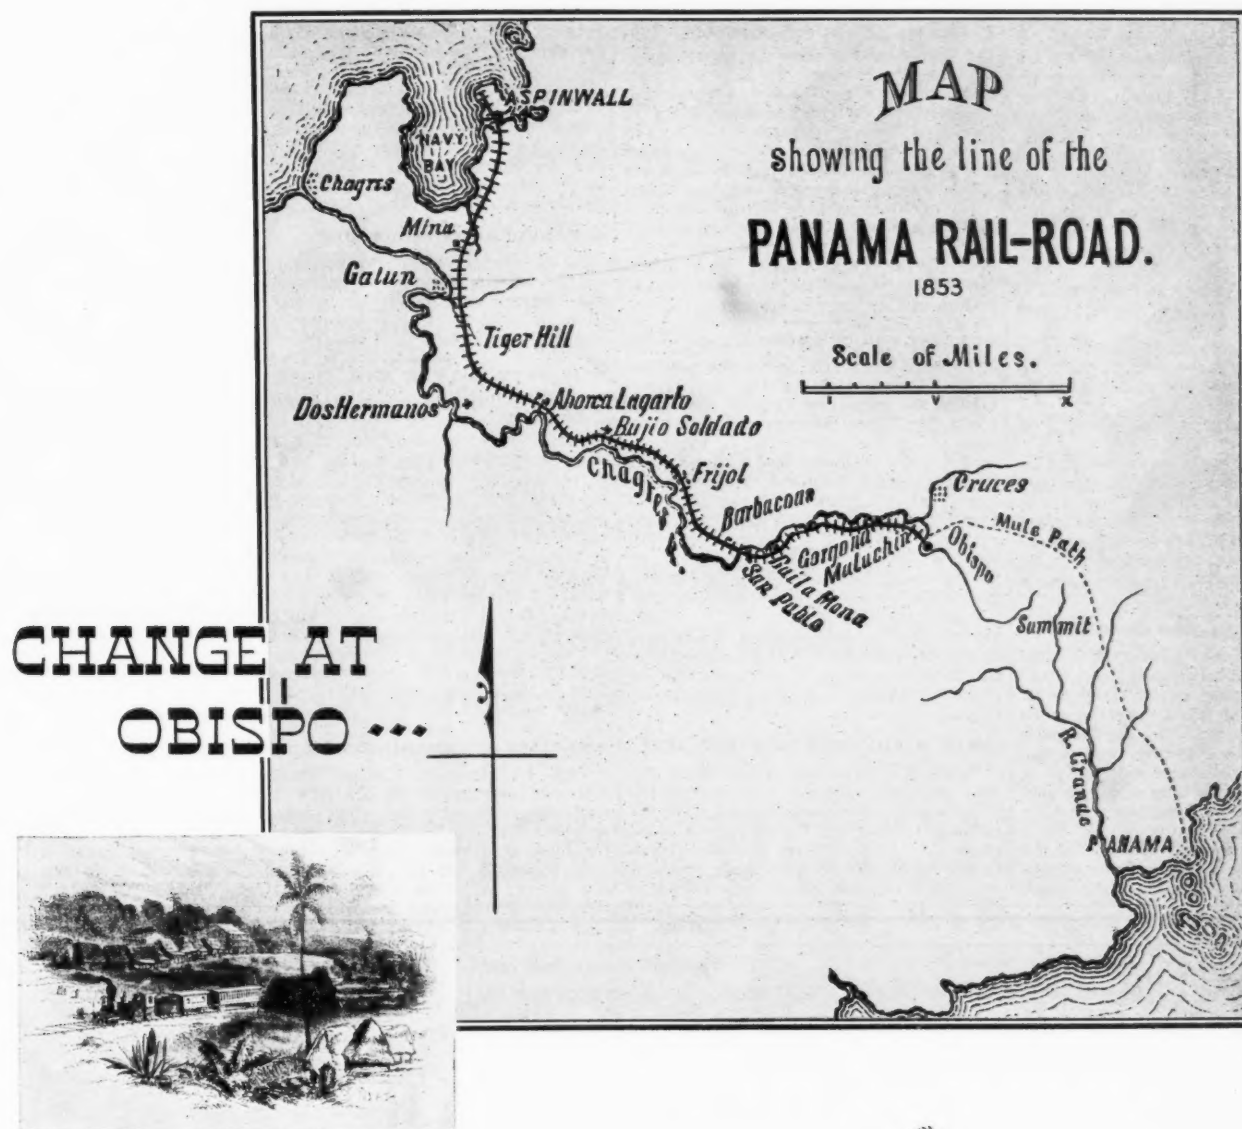 MAP
showing the line of the
PANAMA RAIL-ROAD.
1853
Scale of Miles.
I V X
ASPINWALL
NAVY
BAY
Chagres
Mina
Gatun
Tiger Hill
Dos Hermanos
Ahorca Lagarto
Bujio Soldado
Chagres
Frijol
Barbacoas
Cruces
Gorgona
Matachin
Obispo
Mule Path
Baila Mona
San Pablo
Summit
R. Grande
PANAMA
CHANGE AT
OBISPO